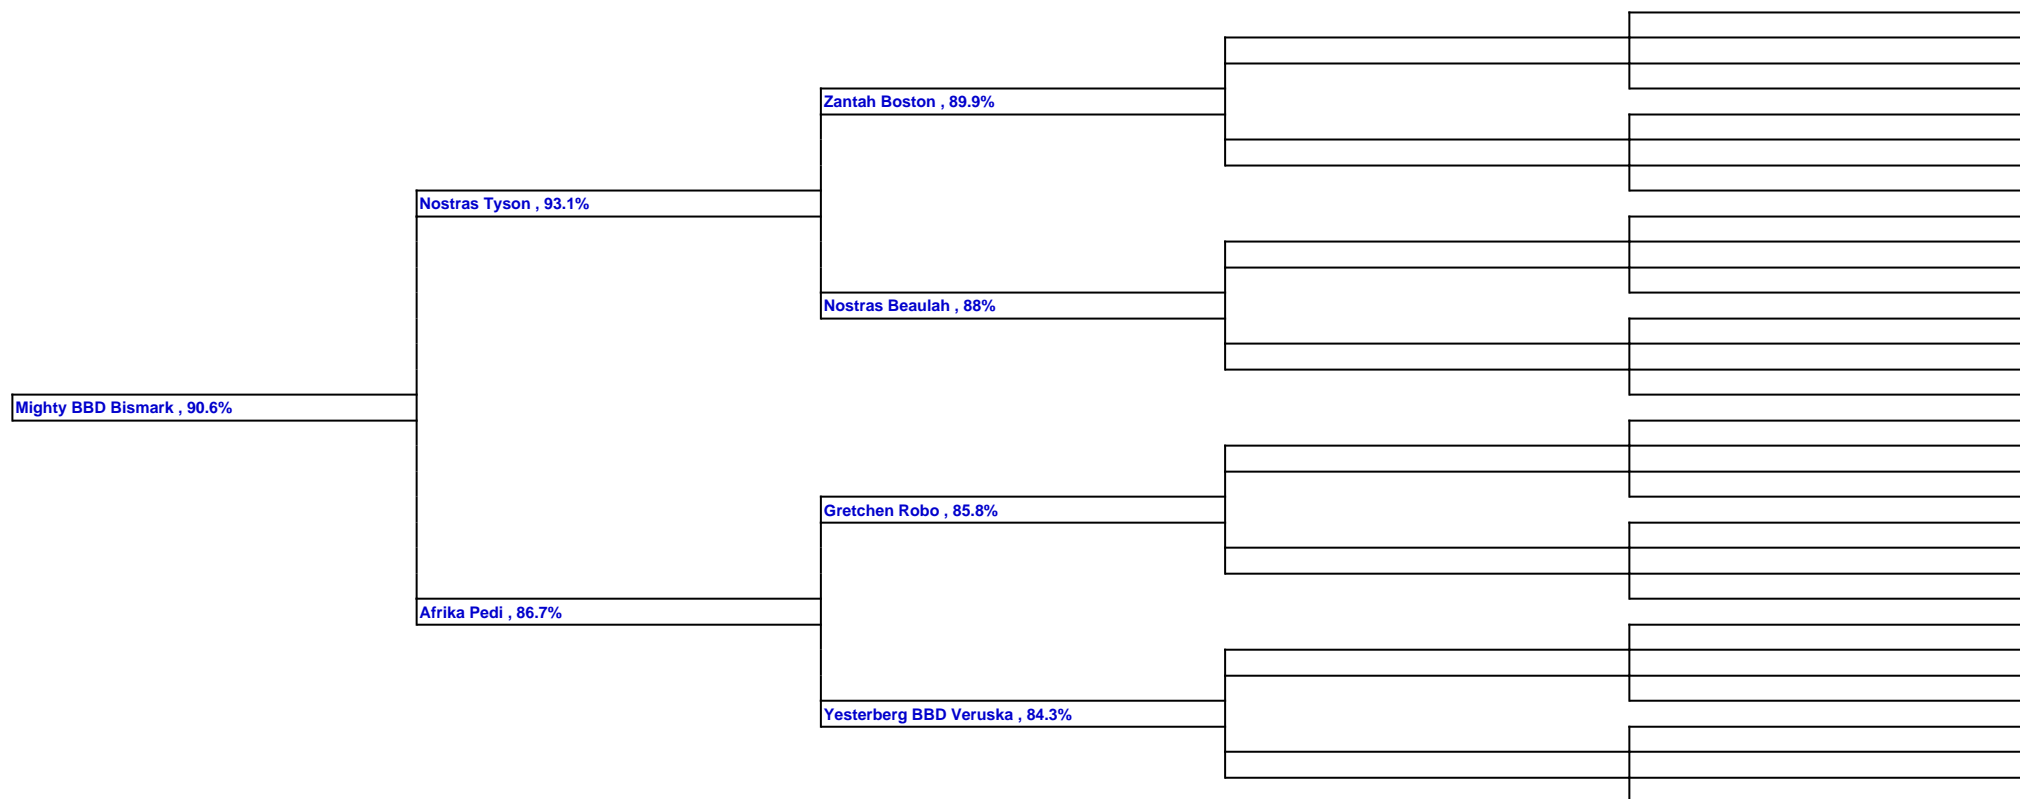 Zantah Boston , 89.9%
Nostras Tyson , 93.1%
Nostras Beaulah , 88%
Mighty BBD Bismark , 90.6%
Gretchen Robo , 85.8%
Afrika Pedi , 86.7%
Yesterberg BBD Veruska , 84.3%